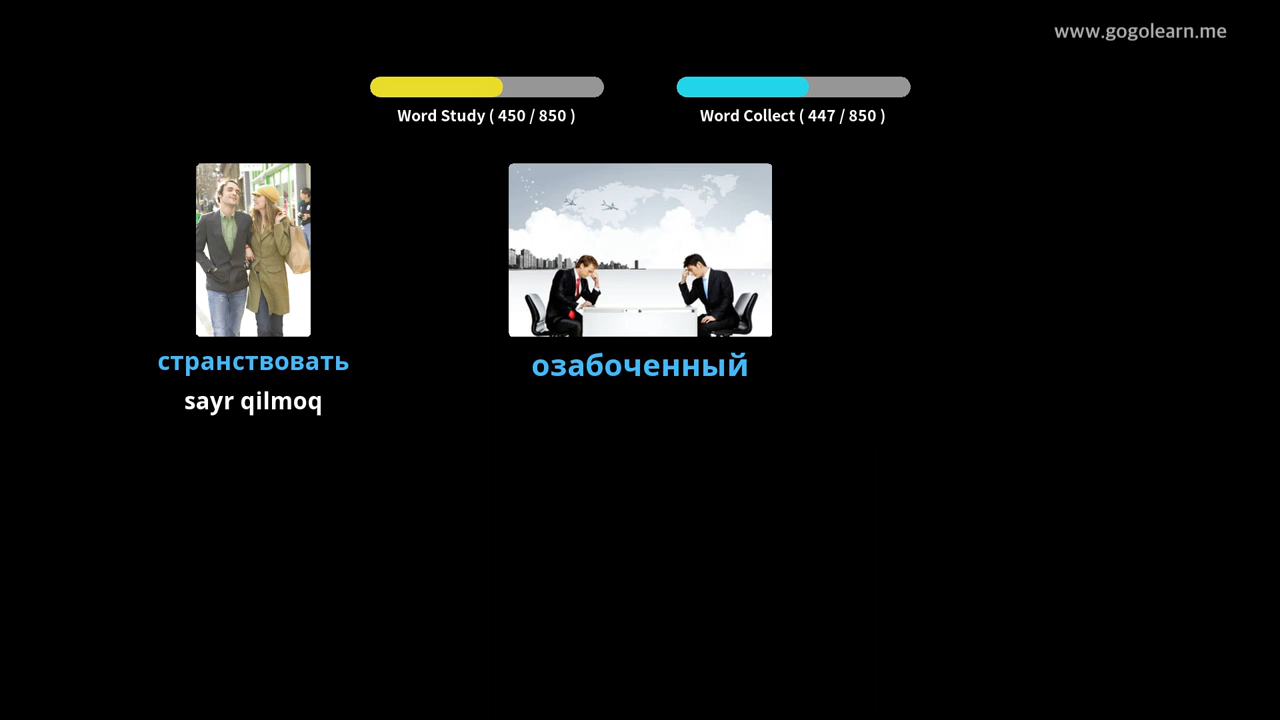 www.gogolearn.me
Word Study ( 450 / 850 )
Word Collect ( 447 / 850 )
странствовать
sayr qilmoq
озабоченный